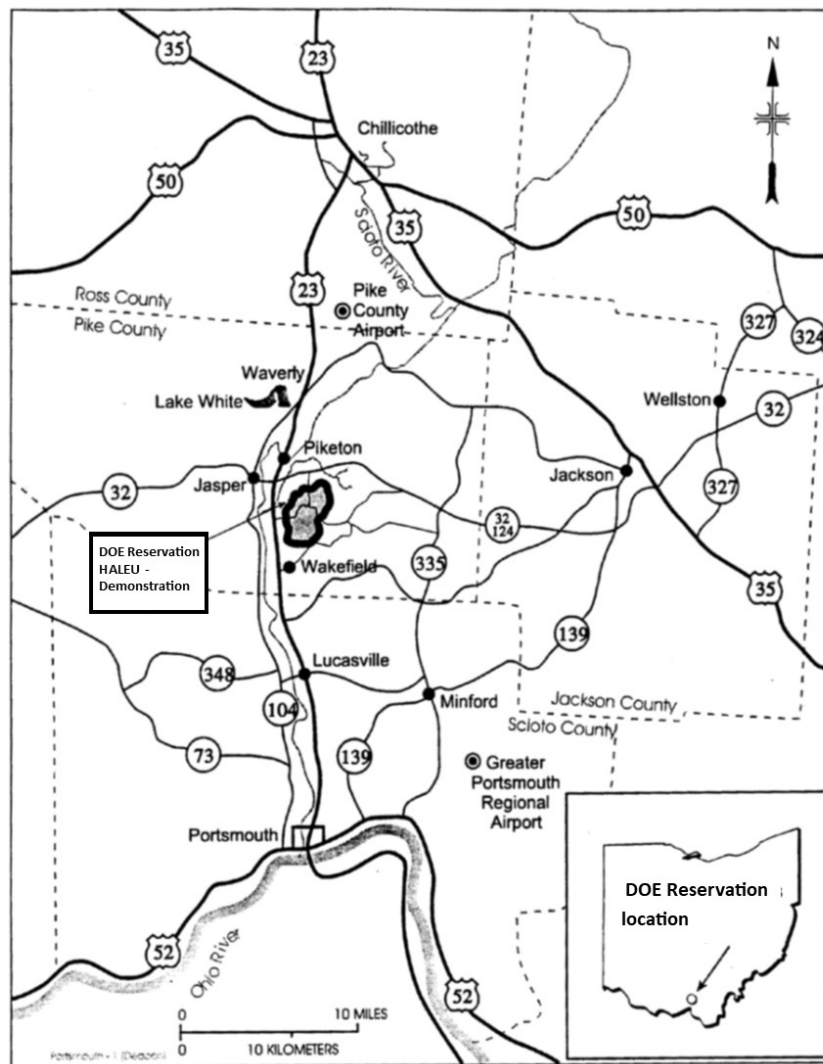 35
23
N
Chillicothe
50
50
35
Scioto River
23
Ross County
Pike County
Pike
County
Airport
327
324
Waverly
Lake White
Wellston
32
Piketon
Jasper
Jackson
32
327
32
124
DOE Reservation
HALEU -
Demonstration
Wakefield
335
35
139
Lucasville
348
104
Minford
Jackson County
Scioto County
73
139
Greater
Portsmouth
Regional
Airport
Portsmouth
DOE Reservation
location
52
Ohio River
52
0
10 MILES
0
10 KILOMETERS